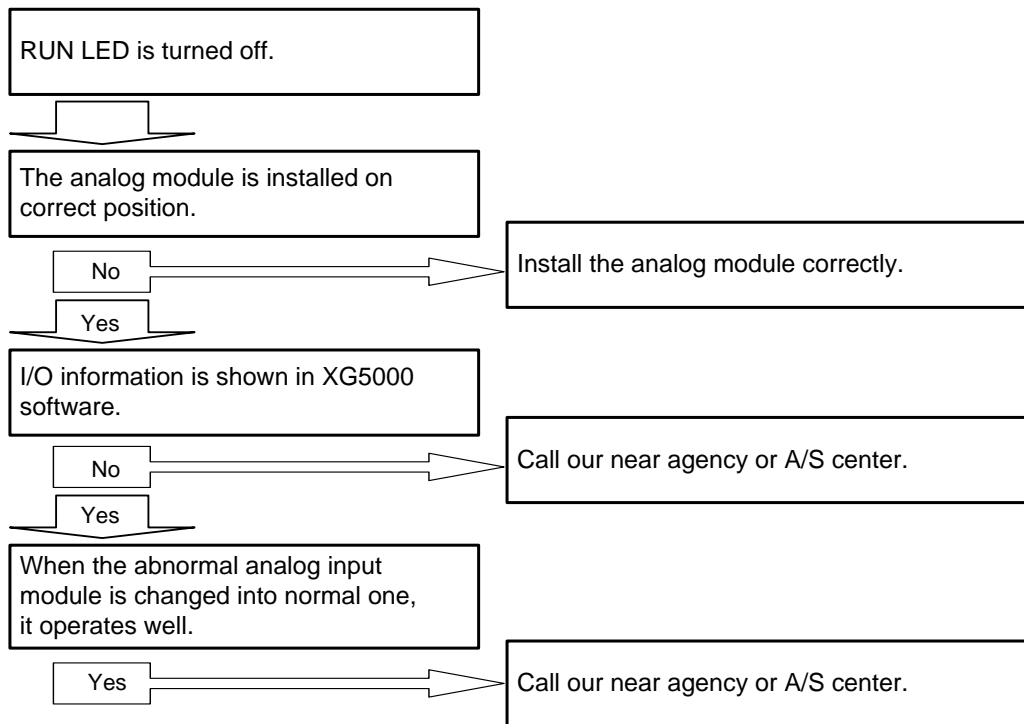 RUN LED is turned off.
The analog module is installed on
correct position.
No
Install the analog module correctly.
Yes
I/O information is shown in XG5000
software.
No
Call our near agency or A/S center.
Yes
When the abnormal analog input
module is changed into normal one,
it operates well.
Yes
Call our near agency or A/S center.